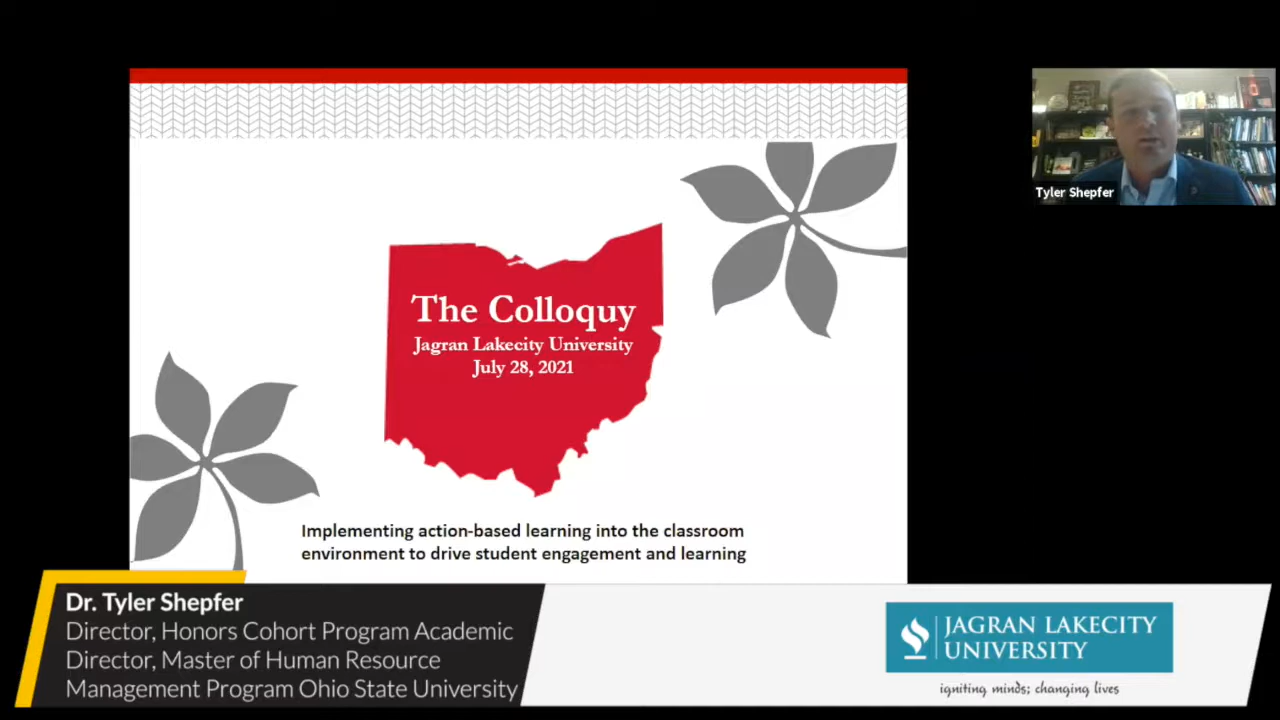 The Colloquy
Jagran Lakecity University
July 28, 2021
Implementing action-based learning into the classroom
environment to drive student engagement and learning
Tyler Shepfer
Dr. Tyler Shepfer
Director, Honors Cohort Program Academic
Director, Master of Human Resource
Management Program Ohio State University
JAGRAN LAKECITY
UNIVERSITY
igniting minds; changing lives